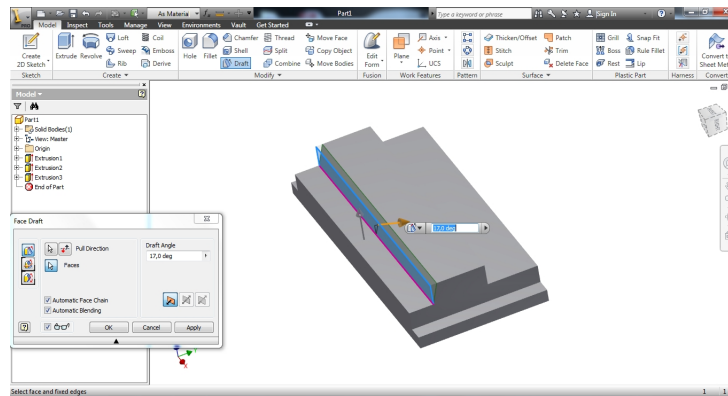 As Materia
Part1
Type a keyword or phrase
Sign In
Model Inspect Tools Manage View Environments Vault Get Started
Create 2D Sketch
Extrude Revolve
Loft
Sweep
Rib
Coil
Emboss
Derive
Hole Fillet
Chamfer
Shell
Draft
Thread
Split
Combine
Move Face
Copy Object
Move Bodies
Edit Form
Plane
Axis
Point
UCS
Thicken/Offset
Stitch
Sculpt
Patch
Trim
Delete Face
Grill
Boss
Rest
Snap Fit
Rule Fillet
Lip
Convert t
Sheet Met
Sketch Create Modify Fusion Work Features Pattern Surface Plastic Part Harness Convert
Model
Part1
Solid Bodies(1)
View: Master
Origin
Extrusion1
Extrusion2
Extrusion3
End of Part
17,0 deg
Face Draft
Pull Direction
Faces
Draft Angle
17,0 deg
Automatic Face Chain
Automatic Blending
OK Cancel Apply
Y
X
Select face and fixed edges
1 1